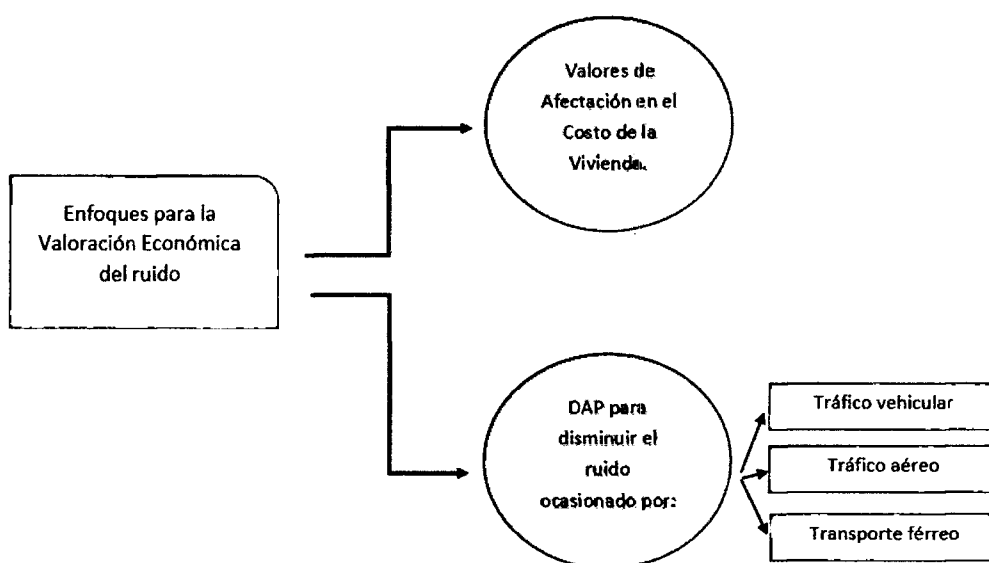 Valores de
Afectación en el
Costo de la
Vivienda.
Enfoques para la
Valoración Económica
del ruido
DAP para
disminuir el
ruido
ocasionado por:
Tráfico vehicular
Tráfico aéreo
Transporte férreo